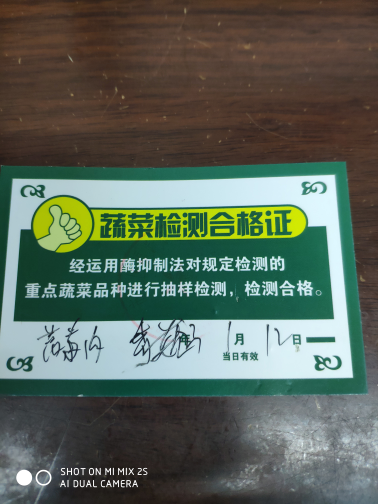 蔬菜检测合格证
经运用酶抑制法对规定检测的
重点蔬菜品种进行抽样检测，检测合格。
年 1 月 12 日
当日有效
SHOT ON MI MIX 2S
AI DUAL CAMERA